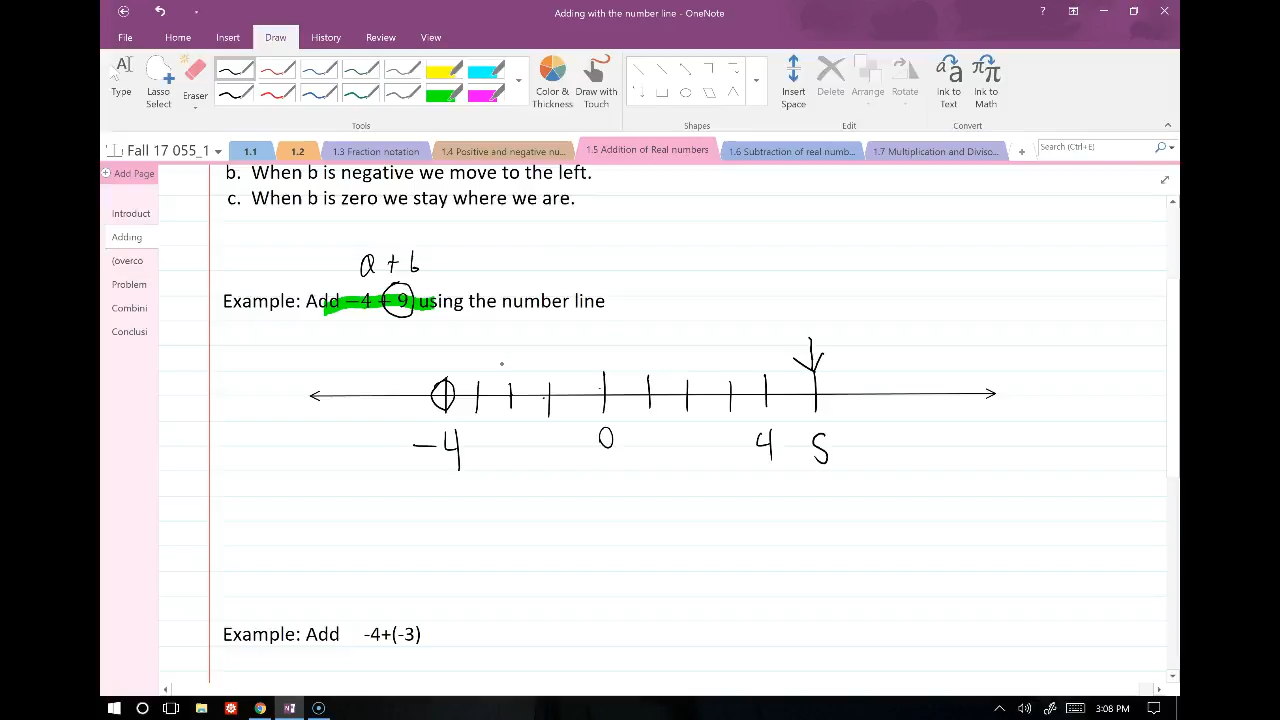 Adding with the number line - OneNote
?
File Home Insert Draw History Review View
Type
Lasso Select
Eraser
Color & Thickness
Draw with Touch
Insert Space
Delete
Arrange
Rotate
Ink to Text
Ink to Math
Tools Shapes Edit Convert
Fall 17 055_1 1.1 1.2 1.3 Fraction notation 1.4 Positive and negative nu... 1.5 Addition of Real numbers 1.6 Subtraction of real numb... 1.7 Multiplication and Diviso... Search (Ctrl+E)
Add Page
Introduct
Adding
(overco
Problem
Combini
Conclusi
b. When b is negative we move to the left.
c. When b is zero we stay where we are.
a + b
Example: Add −4 + 9 using the number line
−4 0 4 5
Example: Add -4+(-3)
3:08 PM